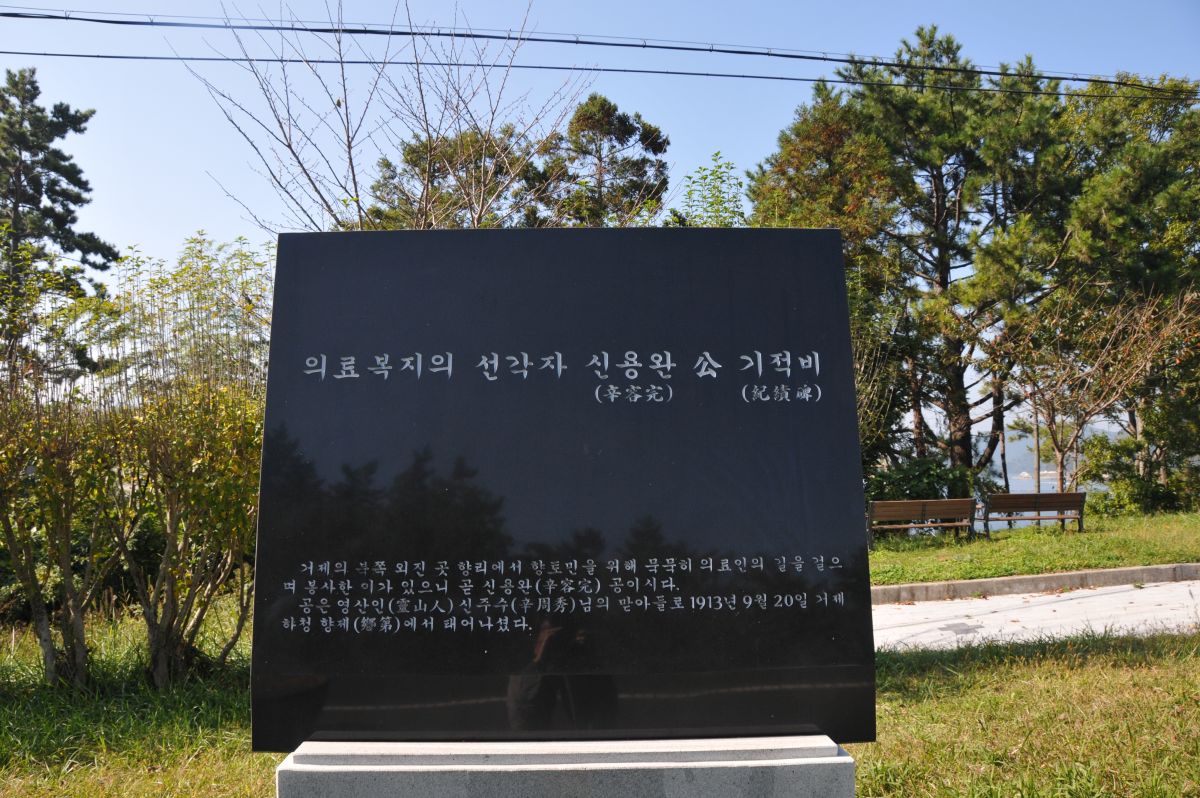 의료복지의 선각자 신용완 公 기적비
(辛容完) (紀績碑)
거제의 북쪽 외진 곳 향리에서 향토민을 위해 묵묵히 의료인의 길을 걸으
며 봉사한 이가 있으니 곧 신용완(辛容完) 공이시다.
공은 영산인(靈山人) 신주수(辛周秀)님의 맏아들로 1913년 9월 20일 거제
하청 향제(鄕第)에서 태어나셨다.